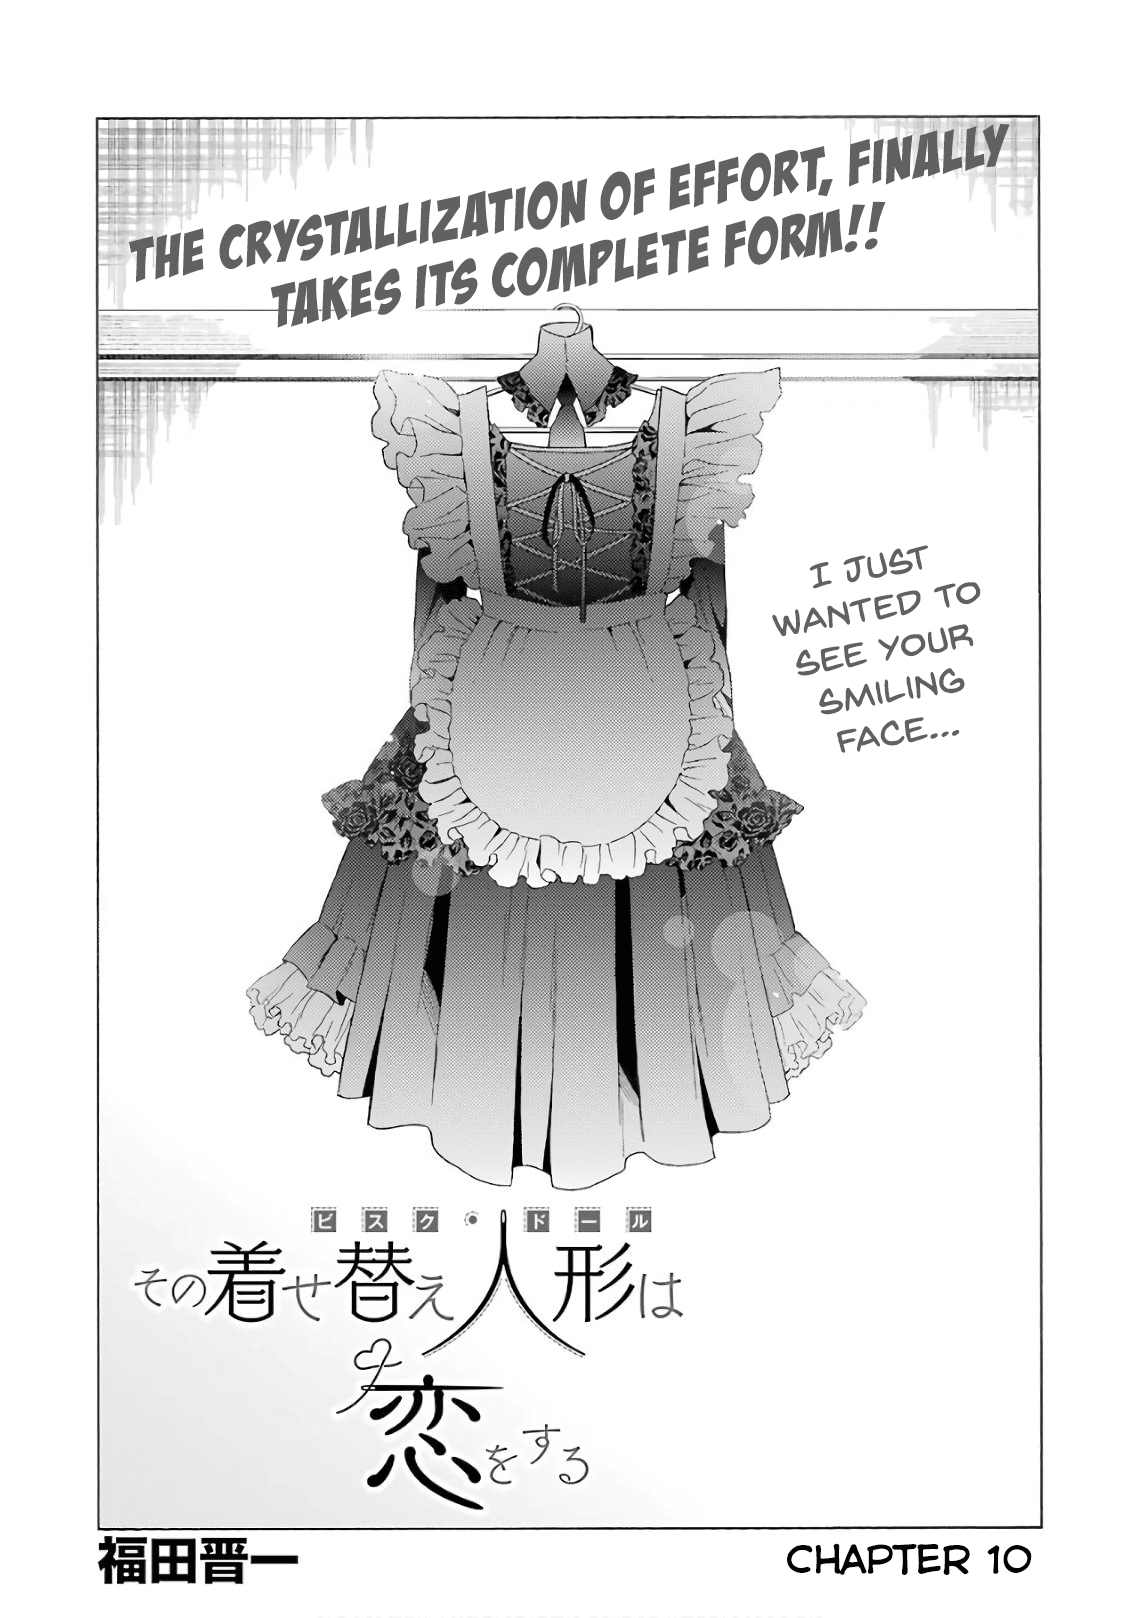 THE CRYSTALLIZATION OF EFFORT, FINALLY
TAKES ITS COMPLETE FORM!!
I JUST
WANTED TO
SEE YOUR
SMILING
FACE...
ビスク・ドール
その着せ替え人形は
恋をする
福田晋一
CHAPTER 10